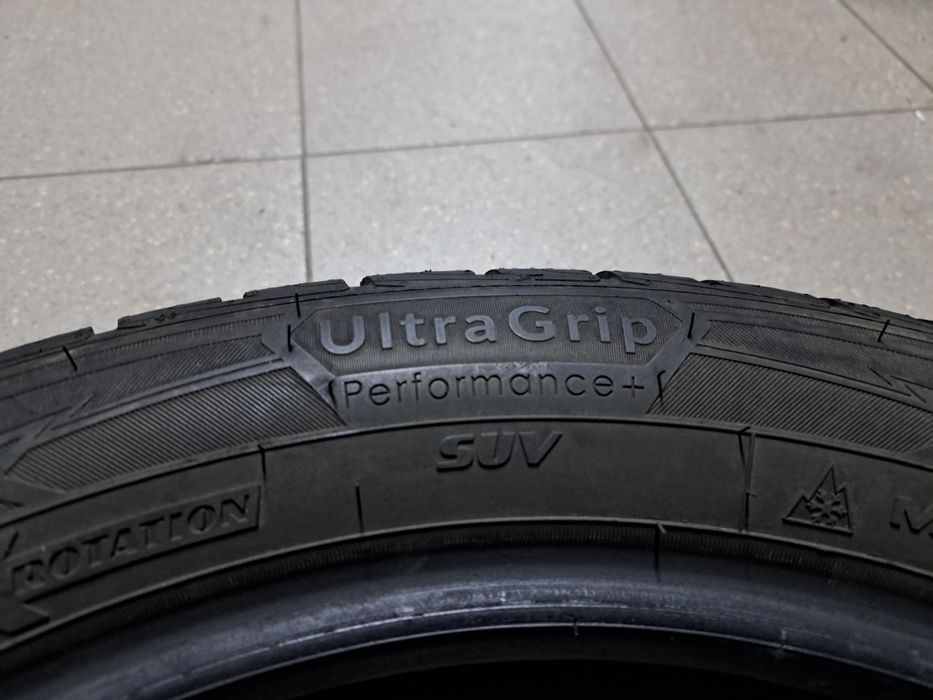 UltraGrip
Performance+
SUV
ROTATION